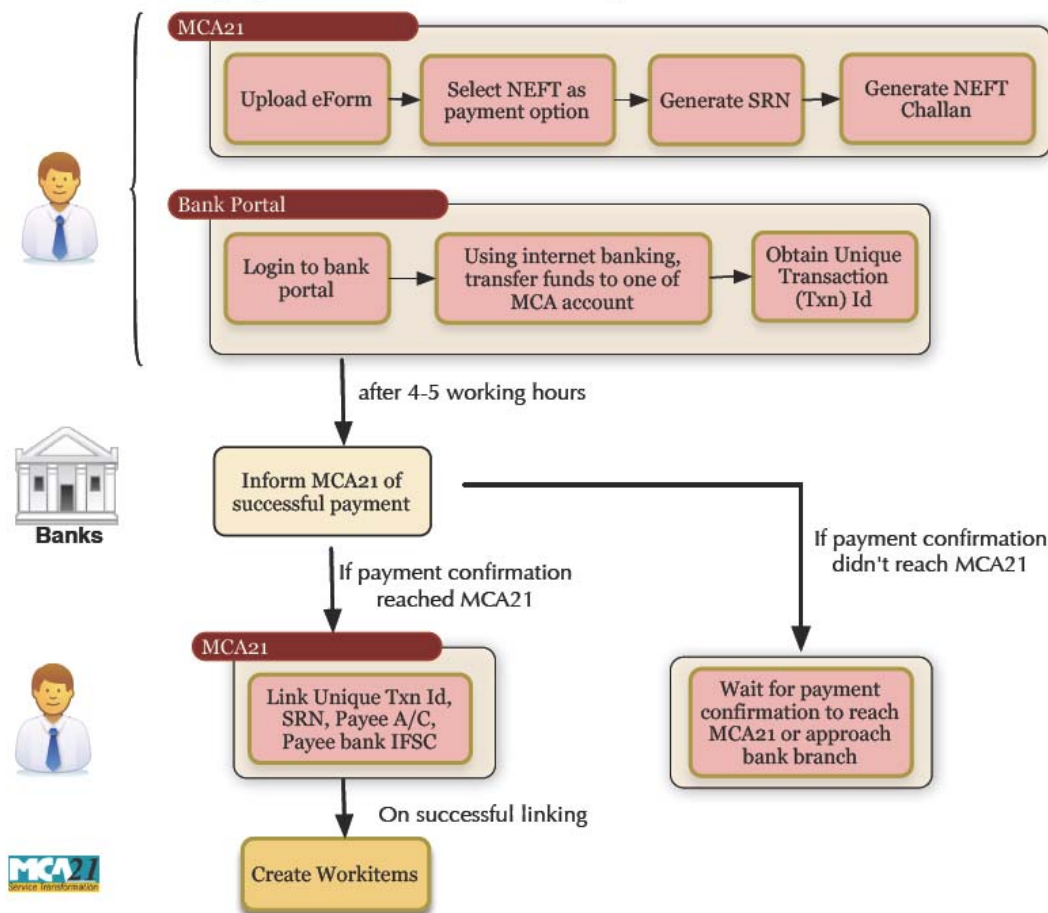 MCA21
Upload eForm
Select NEFT as
payment option
Generate SRN
Generate NEFT
Challan
Bank Portal
Login to bank
portal
Using internet banking,
transfer funds to one of
MCA account
Obtain Unique
Transaction
(Txn) Id
after 4-5 working hours
Banks
Inform MCA21 of
successful payment
If payment confirmation
didn't reach MCA21
If payment confirmation
reached MCA21
MCA21
Link Unique Txn Id,
SRN, Payee A/C,
Payee bank IFSC
Wait for payment
confirmation to reach
MCA21 or approach
bank branch
On successful linking
MCA21
Service Transformation
Create Workitems